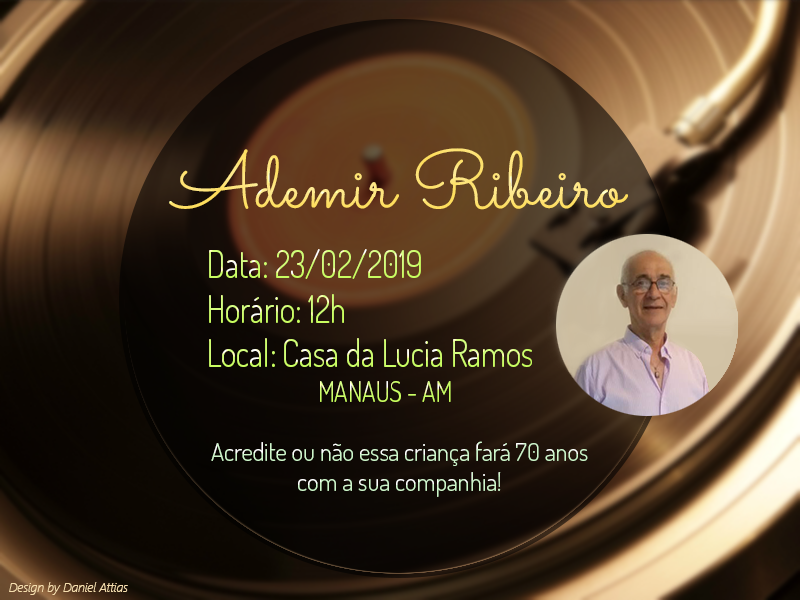 Ademir Ribeiro
Data: 23/02/2019
Horário: 12h
Local: Casa da Lucia Ramos
MANAUS - AM
Acredite ou não essa criança fará 70 anos
com a sua companhia!
Design by Daniel Attias